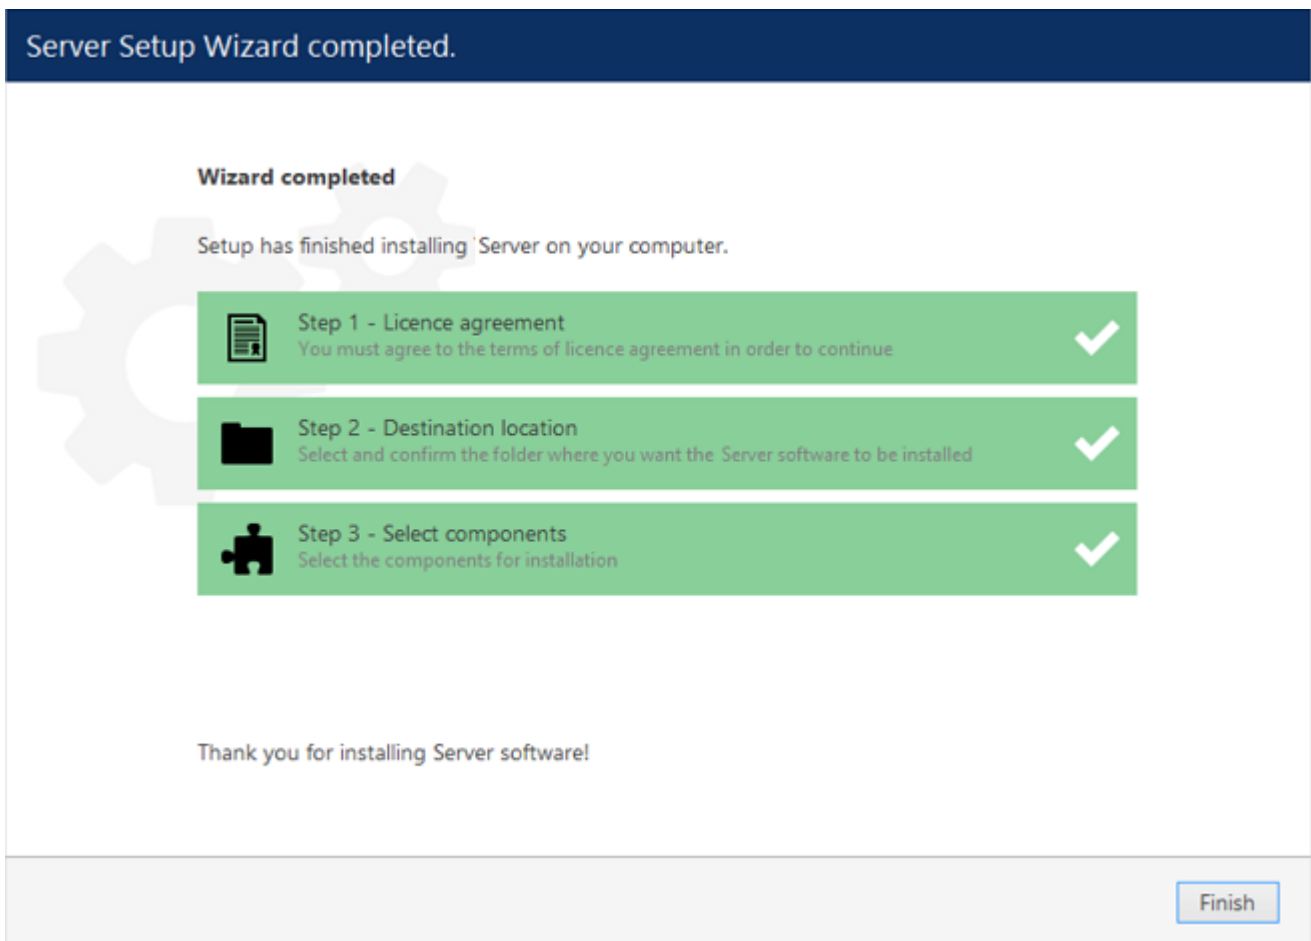 Server Setup Wizard completed.
Wizard completed
Setup has finished installing Server on your computer.
Step 1 - Licence agreement
You must agree to the terms of licence agreement in order to continue
Step 2 - Destination location
Select and confirm the folder where you want the Server software to be installed
Step 3 - Select components
Select the components for installation
Thank you for installing Server software!
Finish